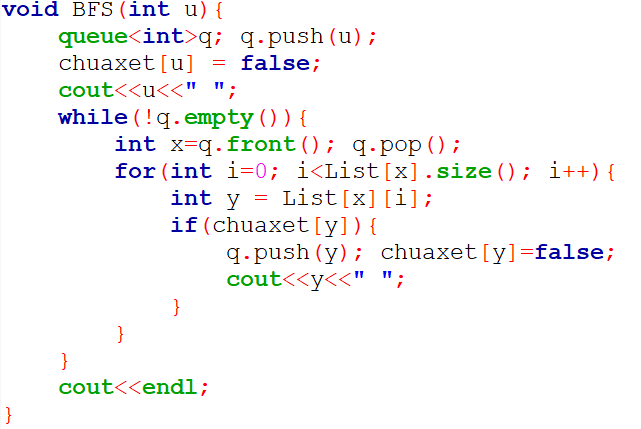 void BFS(int u){
    queue<int>q; q.push(u);
    chuaxet[u] = false;
    cout<<u<<" ";
    while(!q.empty()){
        int x=q.front(); q.pop();
        for(int i=0; i<List[x].size(); i++){
            int y = List[x][i];
            if(chuaxet[y]){
                q.push(y); chuaxet[y]=false;
                cout<<y<<" ";
            }
        }
    }
    cout<<endl;
}